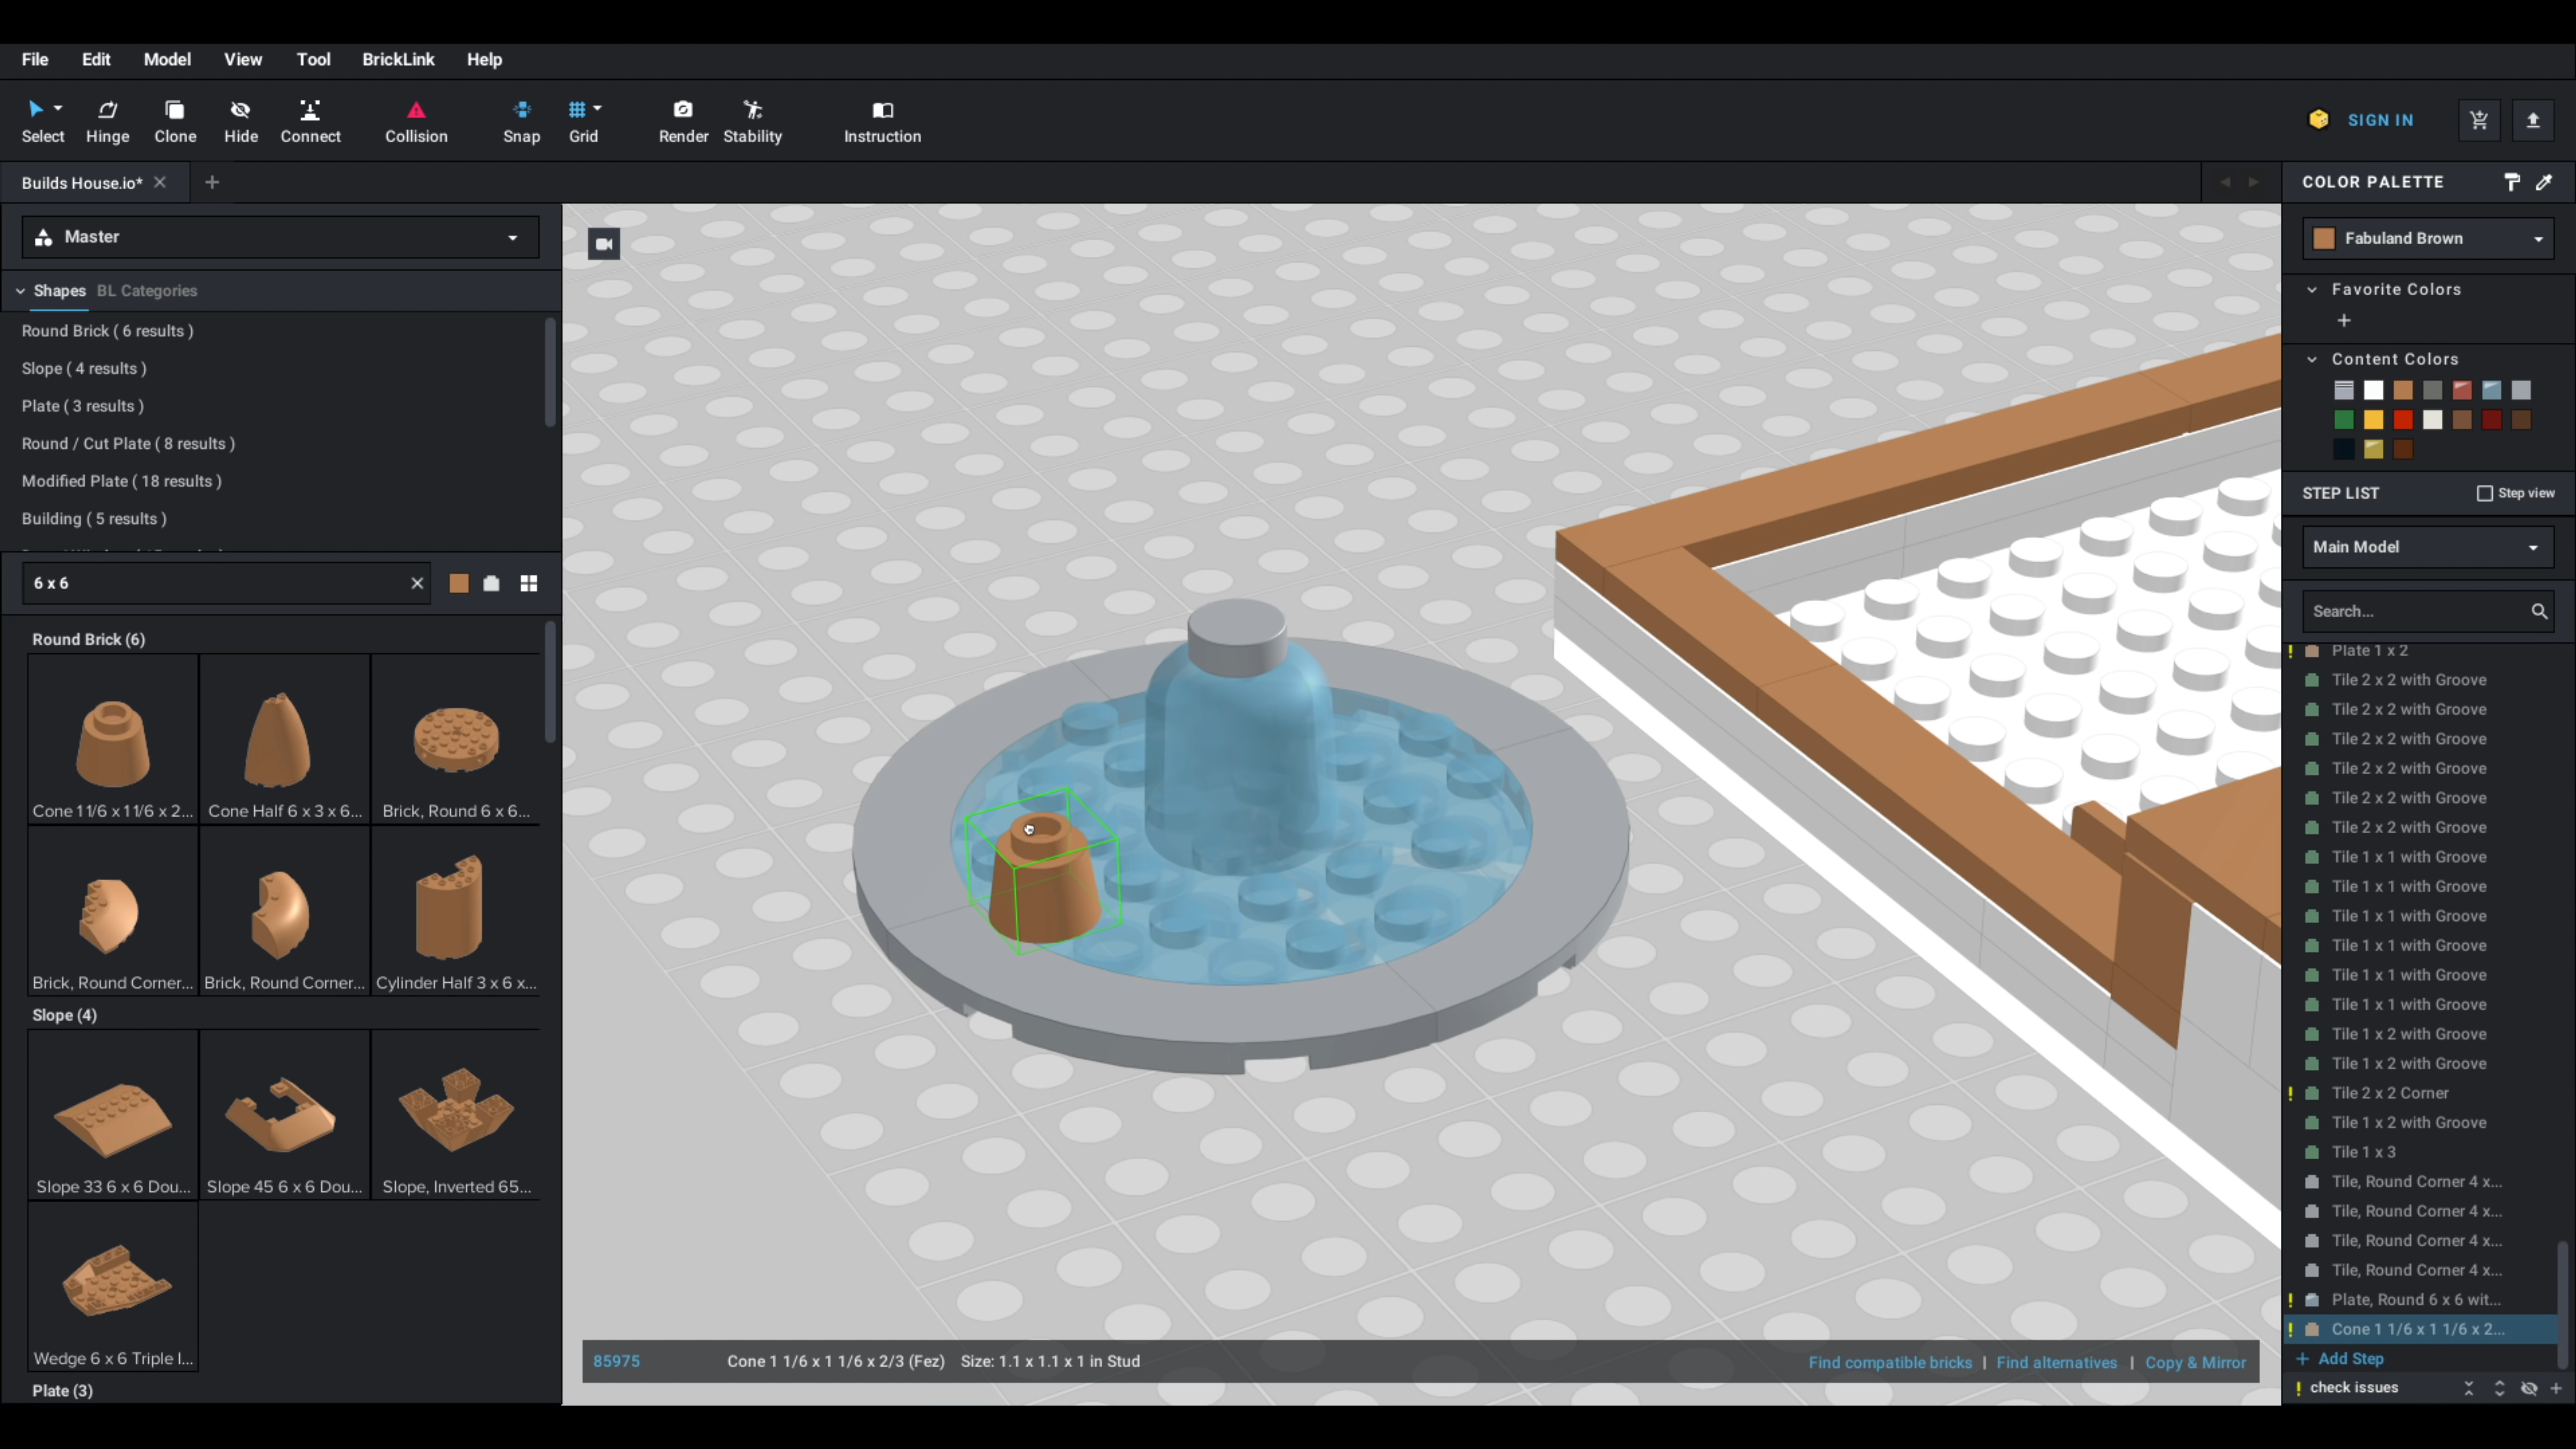 File Edit Model View Tool BrickLink Help
Select Hinge Clone Hide Connect Collision Snap Grid Render Stability Instruction SIGN IN
Builds House.io*
Master
Shapes BL Categories
Round Brick ( 6 results )
Slope ( 4 results )
Plate ( 3 results )
Round / Cut Plate ( 8 results )
Modified Plate ( 18 results )
Building ( 5 results )
6 x 6
Round Brick (6)
Cone 1 1/6 x 1 1/6 x 2... Cone Half 6 x 3 x 6... Brick, Round 6 x 6...
Brick, Round Corner... Brick, Round Corner... Cylinder Half 3 x 6 x...
Slope (4)
Slope 33 6 x 6 Dou... Slope 45 6 x 6 Dou... Slope, Inverted 65...
Wedge 6 x 6 Triple I...
Plate (3)
85975 Cone 1 1/6 x 1 1/6 x 2/3 (Fez) Size: 1.1 x 1.1 x 1 in Stud
Find compatible bricks | Find alternatives | Copy & Mirror
COLOR PALETTE
Fabuland Brown
Favorite Colors
+
Content Colors
STEP LIST Step view
Main Model
Search...
Plate 1 x 2
Tile 2 x 2 with Groove
Tile 2 x 2 with Groove
Tile 2 x 2 with Groove
Tile 2 x 2 with Groove
Tile 2 x 2 with Groove
Tile 2 x 2 with Groove
Tile 1 x 1 with Groove
Tile 1 x 1 with Groove
Tile 1 x 1 with Groove
Tile 1 x 1 with Groove
Tile 1 x 1 with Groove
Tile 1 x 1 with Groove
Tile 1 x 2 with Groove
Tile 1 x 2 with Groove
Tile 2 x 2 Corner
Tile 1 x 2 with Groove
Tile 1 x 3
Tile, Round Corner 4 x...
Tile, Round Corner 4 x...
Tile, Round Corner 4 x...
Tile, Round Corner 4 x...
Plate, Round 6 x 6 wit...
Cone 1 1/6 x 1 1/6 x 2...
+ Add Step
! check issues